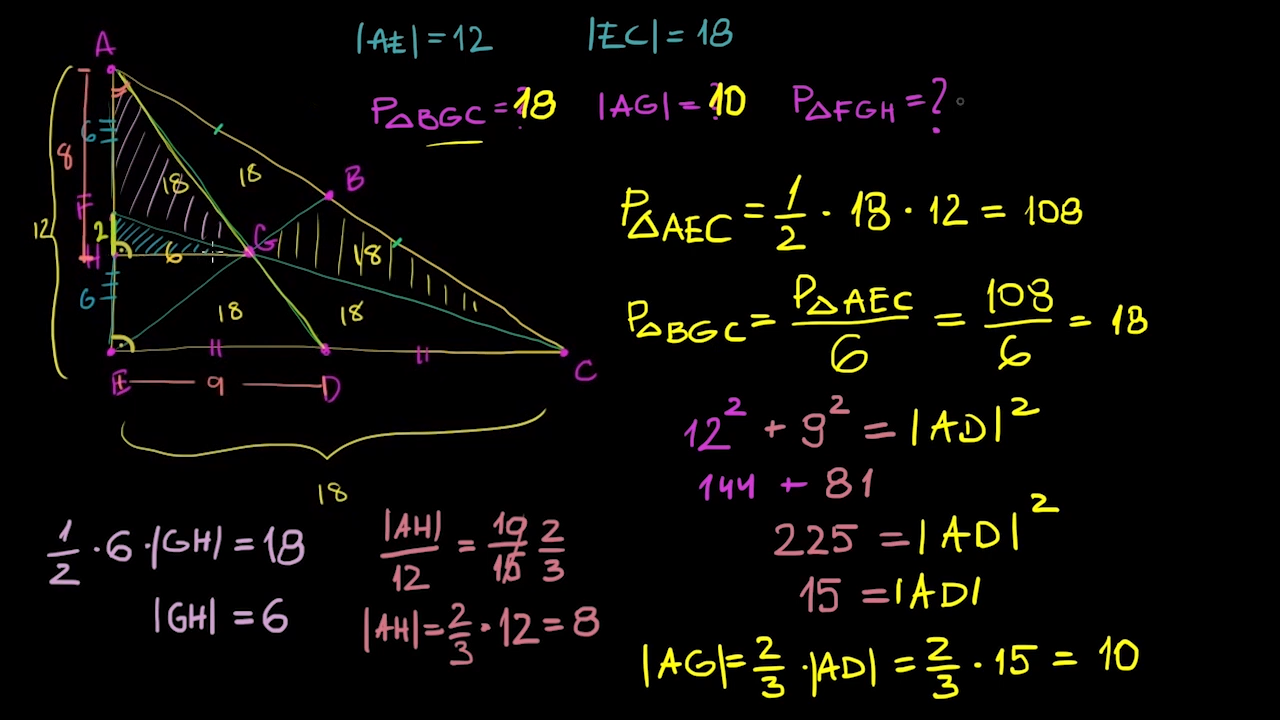 |AE| = 12 |EC| = 18
P△BGC = 18 |AG| = 10 P△FGH = ?
A
6
8
18
18
B
F
12
2
G
H
6
18
6
18
18
E
9
D
C
18
P△AEC = 1/2 · 18 · 12 = 108
P△BGC = P△AEC/6 = 108/6 = 18
12² + 9² = |AD|²
144 + 81
225 = |AD|²
15 = |AD|
|AG| = 2/3 · |AD| = 2/3 · 15 = 10
1/2 · 6 · |GH| = 18
|GH| = 6
|AH|/12 = 10/15 2/3
|AH| = 2/3 · 12 = 8